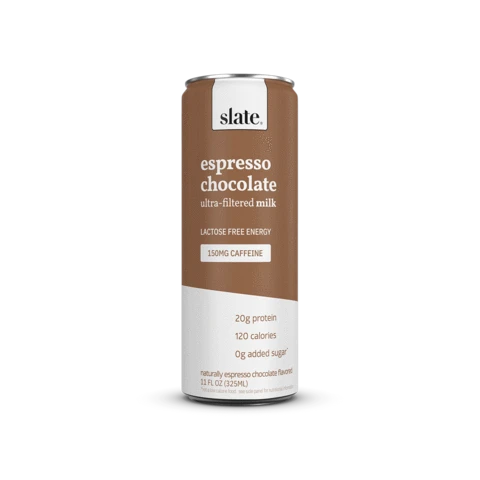 slate.
espresso
chocolate
ultra-filtered milk
LACTOSE FREE ENERGY
150MG CAFFEINE
20g protein
120 calories
0g added sugar*
naturally espresso chocolate flavored
11 FL OZ (325ML)